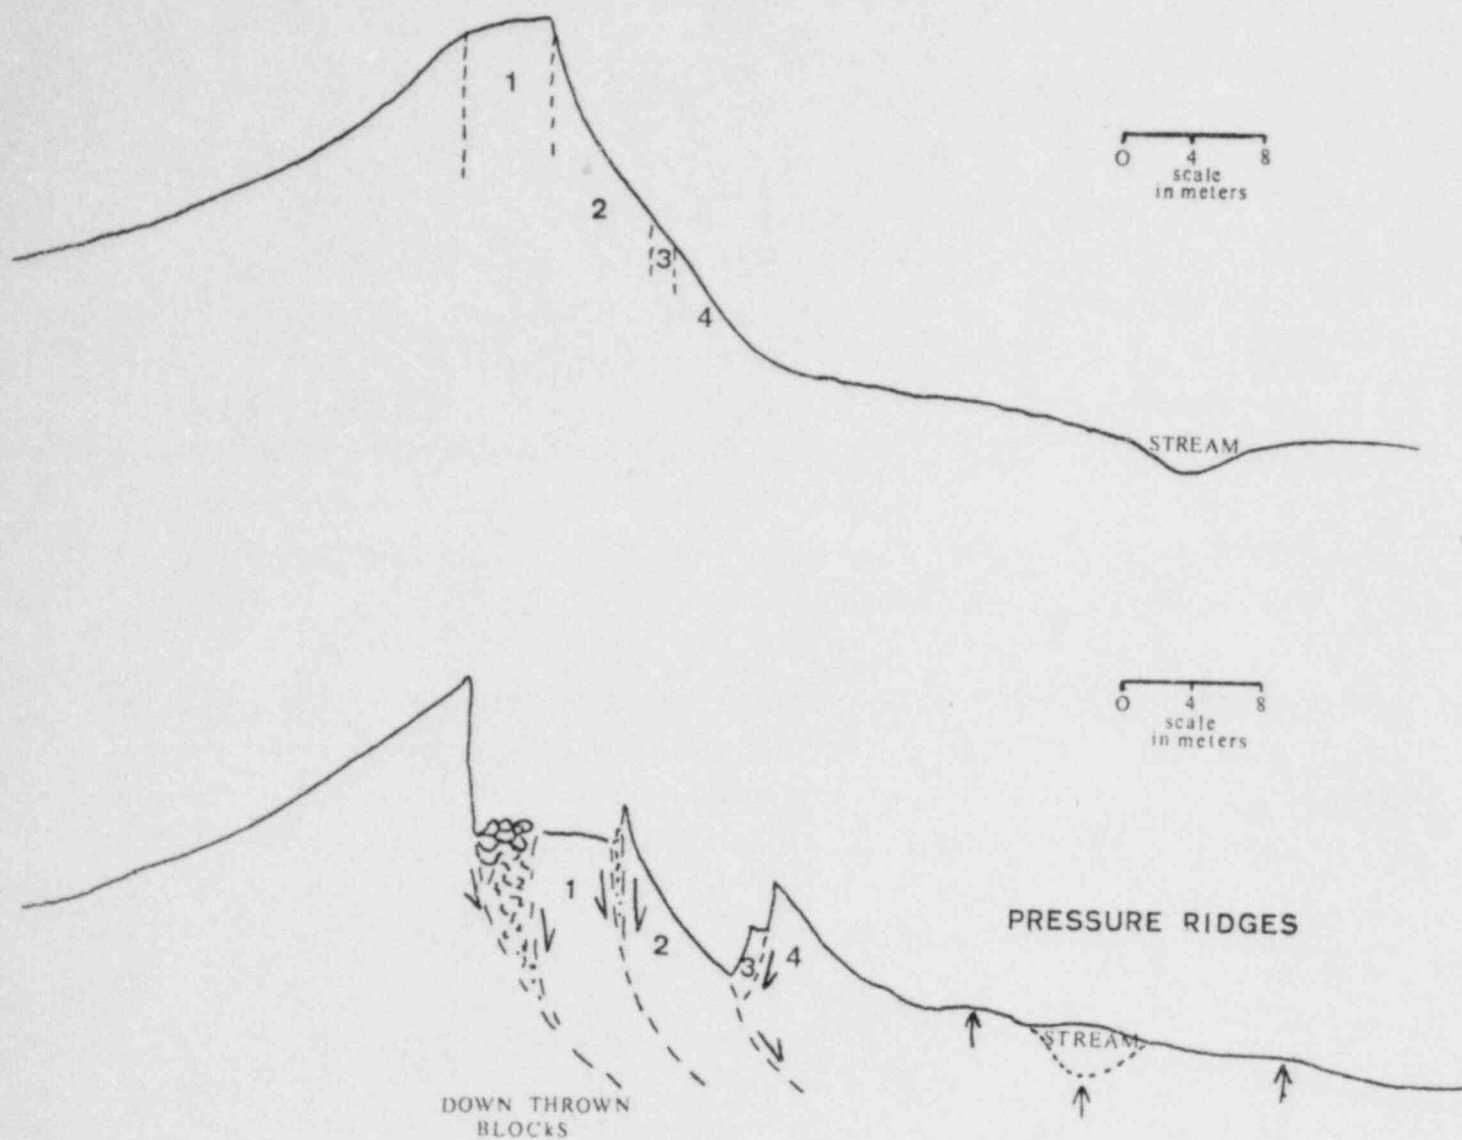 1
2
3
4
0 4 8
scale
in meters
STREAM
0 4 8
scale
in meters
1
2
3
4
PRESSURE RIDGES
STREAM
DOWN THROWN
BLOCkS